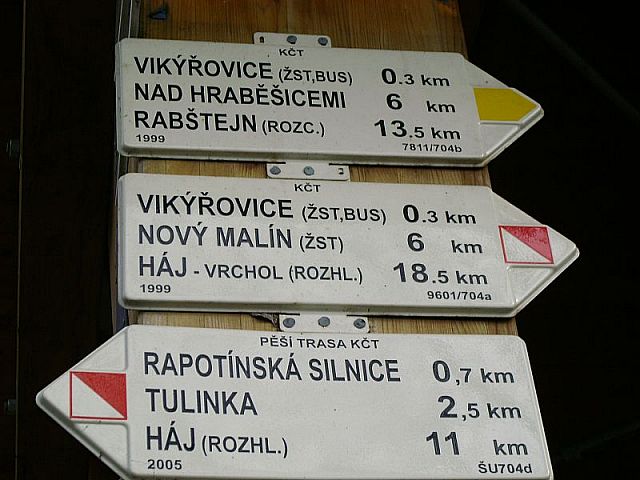 KČT
VIKÝŘOVICE (ŽST,BUS) 0.3 km
NAD HRABĚŠICEMI 6 km
RABŠTEJN (ROZC.) 13.5 km
1999 7811/704b
KČT
VIKÝŘOVICE (ŽST,BUS) 0.3 km
NOVÝ MALÍN (ŽST) 6 km
HÁJ - VRCHOL (ROZHL.) 18.5 km
1999 9601/704a
PĚŠÍ TRASA KČT
RAPOTÍNSKÁ SILNICE 0,7 km
TULINKA 2,5 km
HÁJ (ROZHL.) 11 km
2005 ŠU704d